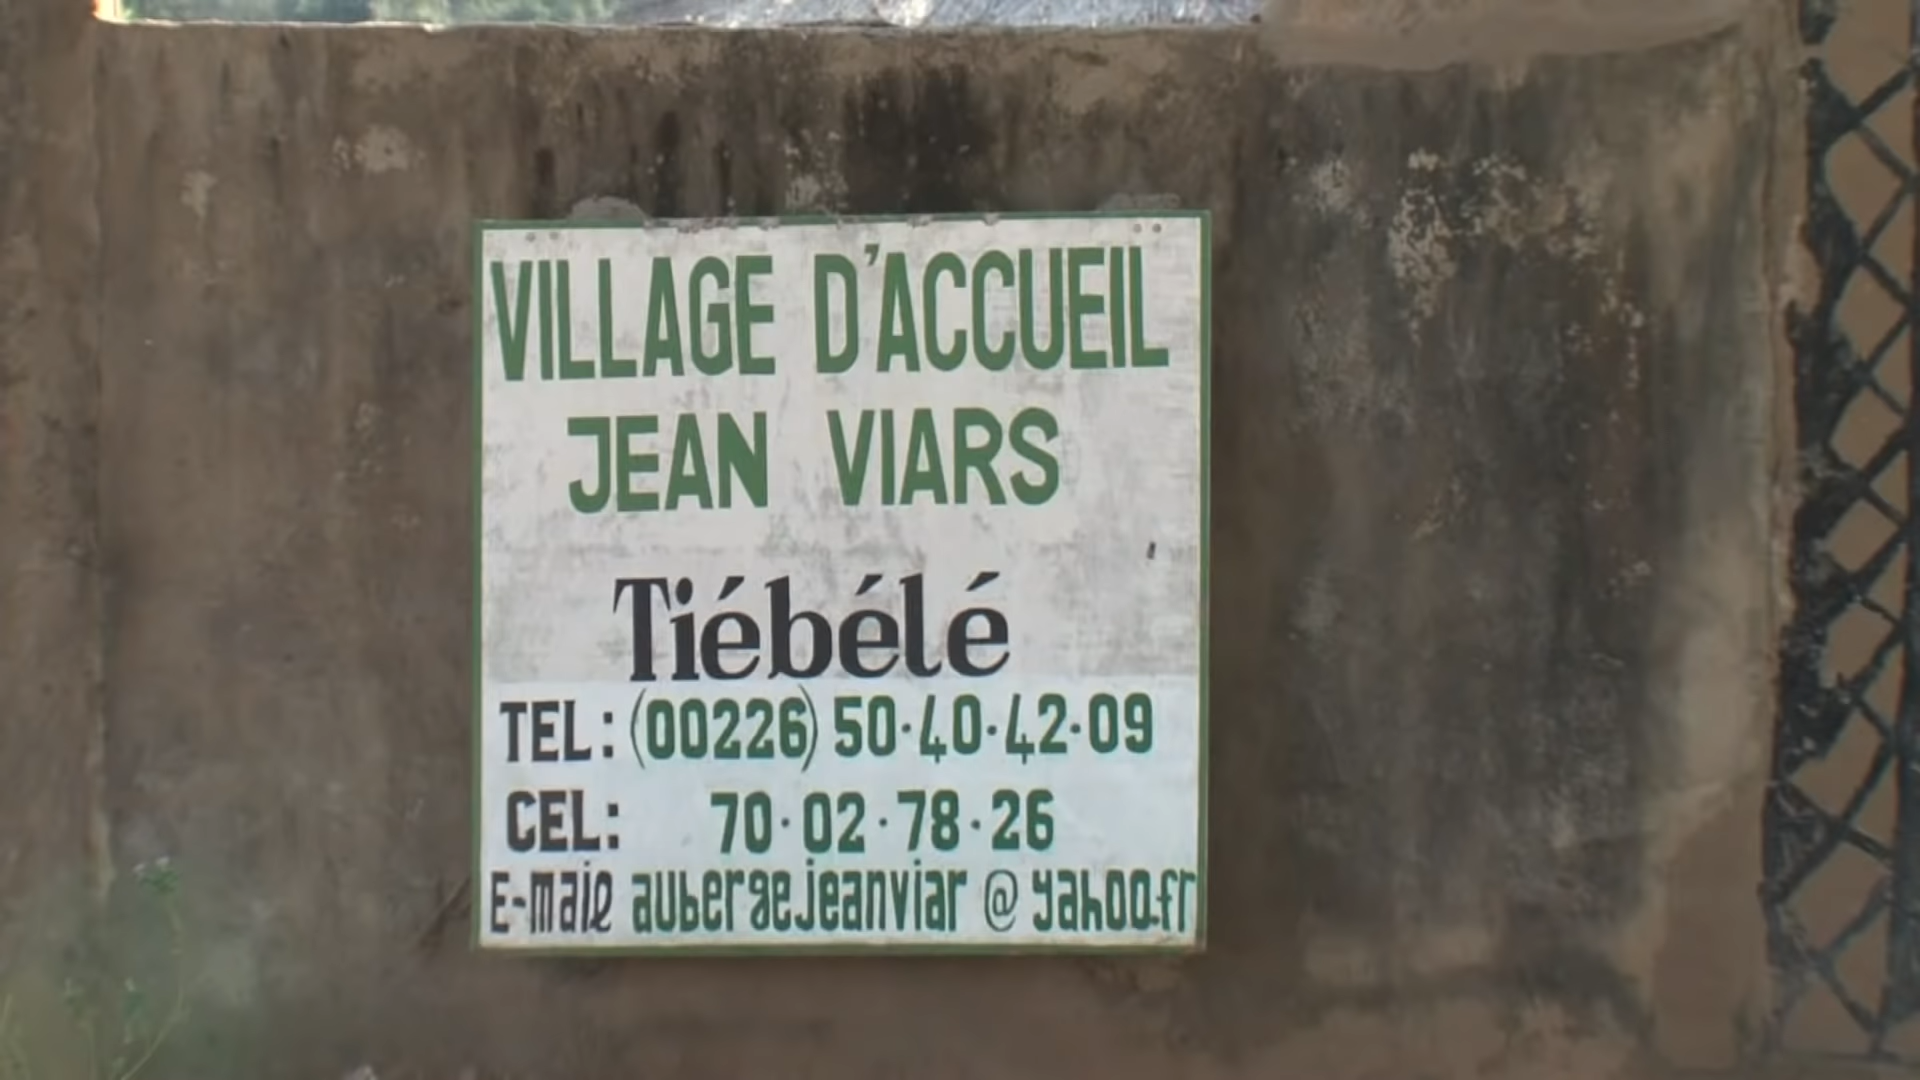 VILLAGE D'ACCUEIL
JEAN VIARS
Tiébélé
TEL: (00226) 50·40·42·09
CEL: 70·02·78·26
E-mail aubergejeanviar @ yahoo.fr